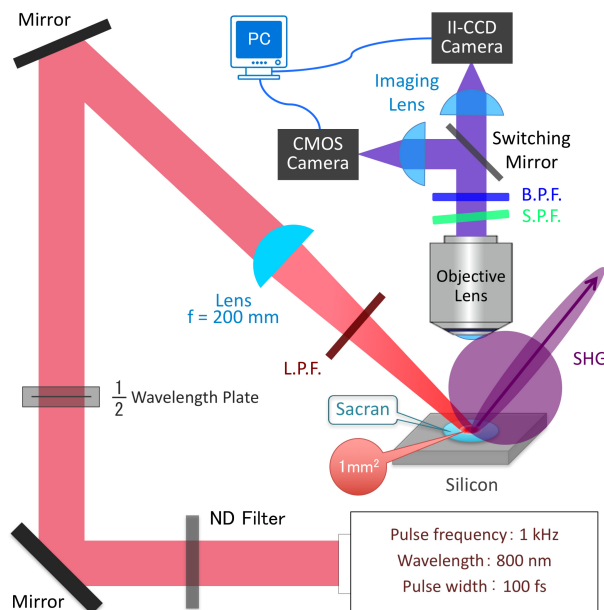 Mirror
PC
II-CCD
Camera
Imaging
Lens
CMOS
Camera
Switching
Mirror
B.P.F.
S.P.F.
Objective
Lens
Lens
f = 200 mm
SHG
L.P.F.
1/2 Wavelength Plate
Sacran
1mm²
Silicon
ND Filter
Mirror
Pulse frequency : 1 kHz
Wavelength : 800 nm
Pulse width : 100 fs